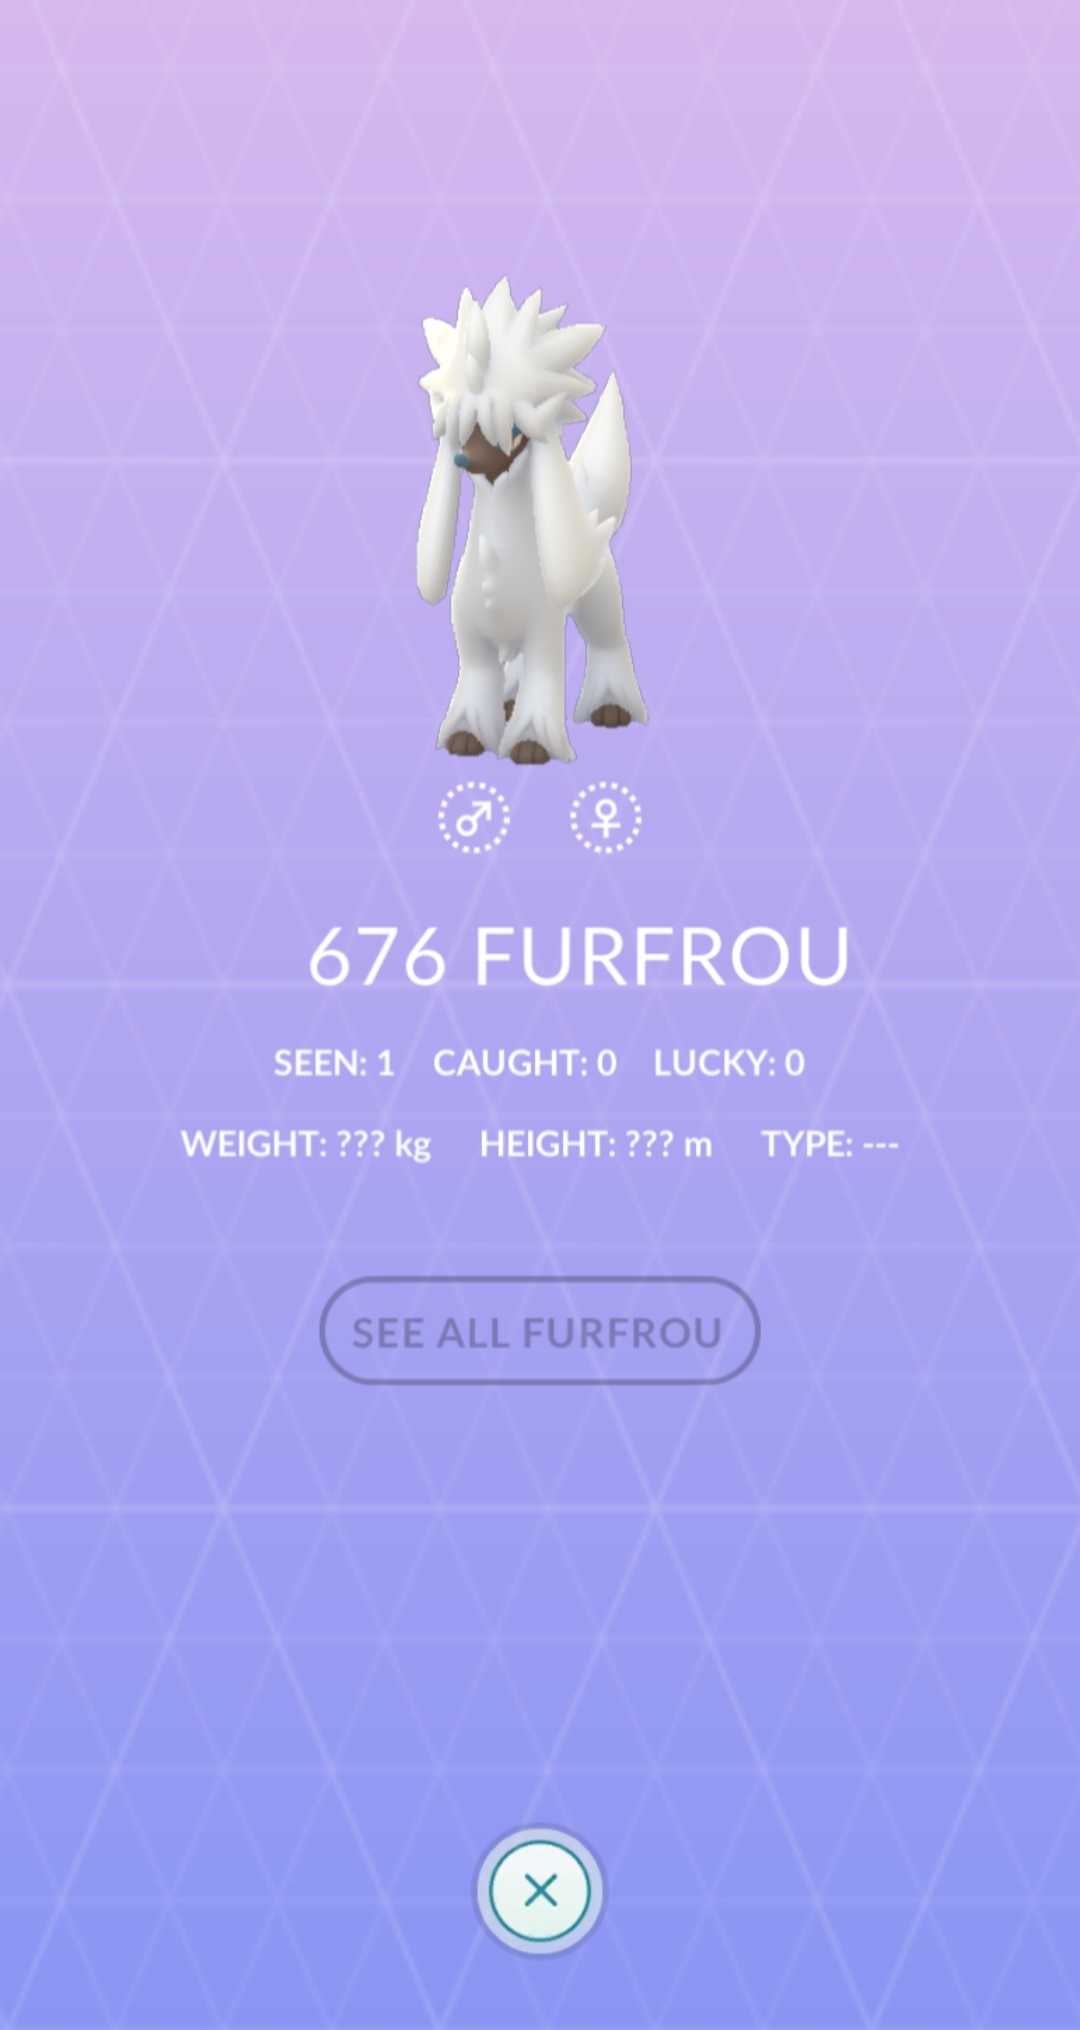 ♂ ♀
676 FURFROU
SEEN: 1 CAUGHT: 0 LUCKY: 0
WEIGHT: ??? kg HEIGHT: ??? m TYPE: ---
SEE ALL FURFROU